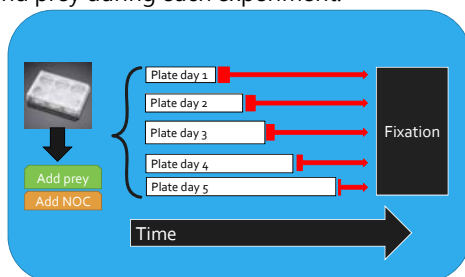 nd prey during each experiment.
Plate day 1
Plate day 2
Plate day 3
Plate day 4
Plate day 5
Fixation
Add prey
Add NOC
Time